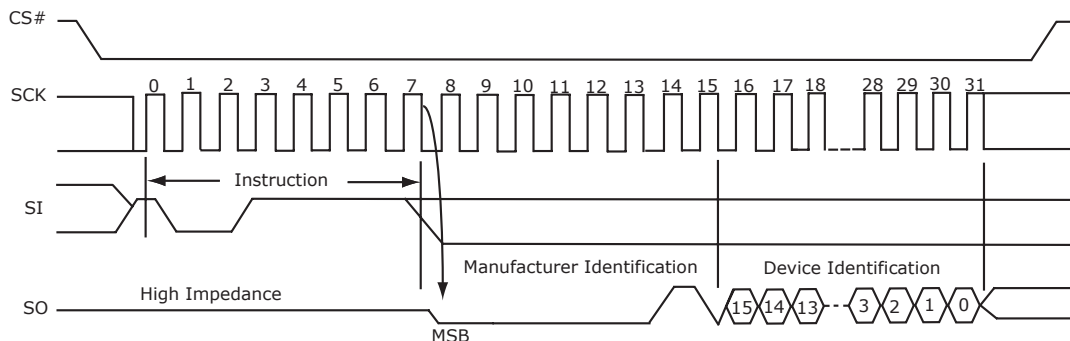 CS#
SCK
0 1 2 3 4 5 6 7 8 9 10 11 12 13 14 15 16 17 18 28 29 30 31
Instruction
SI
Manufacturer Identification Device Identification
High Impedance
SO
15 14 13 3 2 1 0
MSB